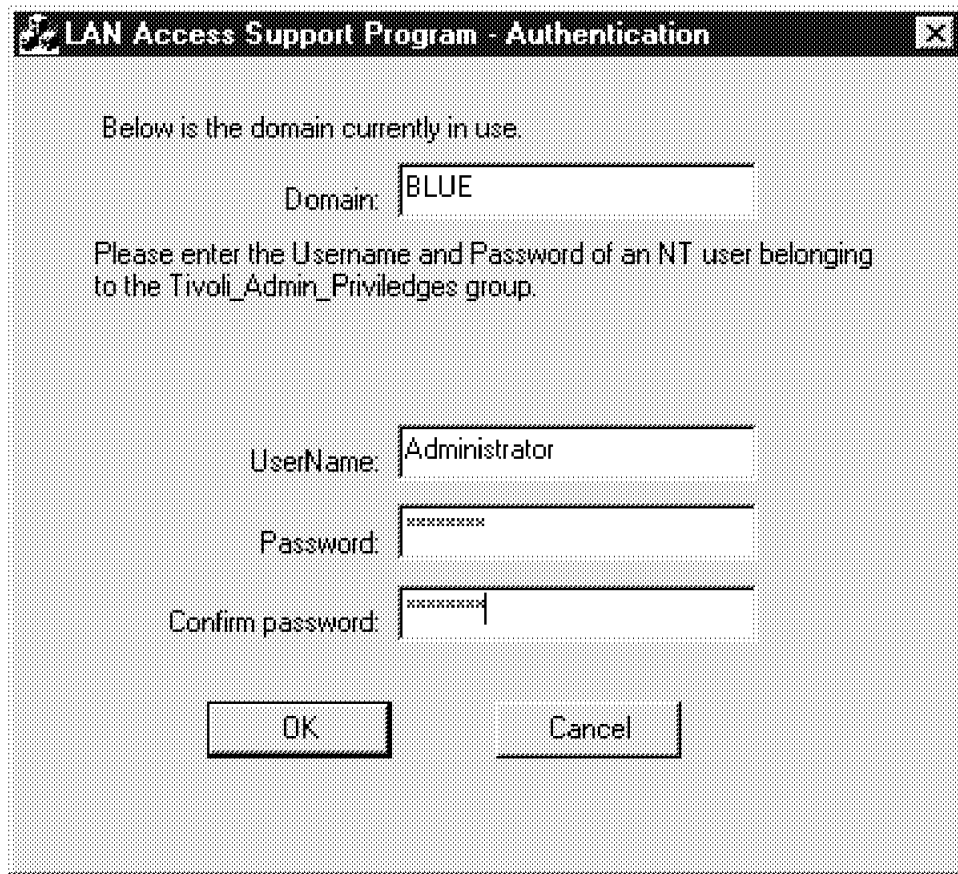 LAN Access Support Program - Authentication
Below is the domain currently in use.
Domain: BLUE
Please enter the Username and Password of an NT user belonging
to the Tivoli_Admin_Priviledges group.
UserName: Administrator
Password: ××××××××
Confirm password: ××××××××
OK Cancel